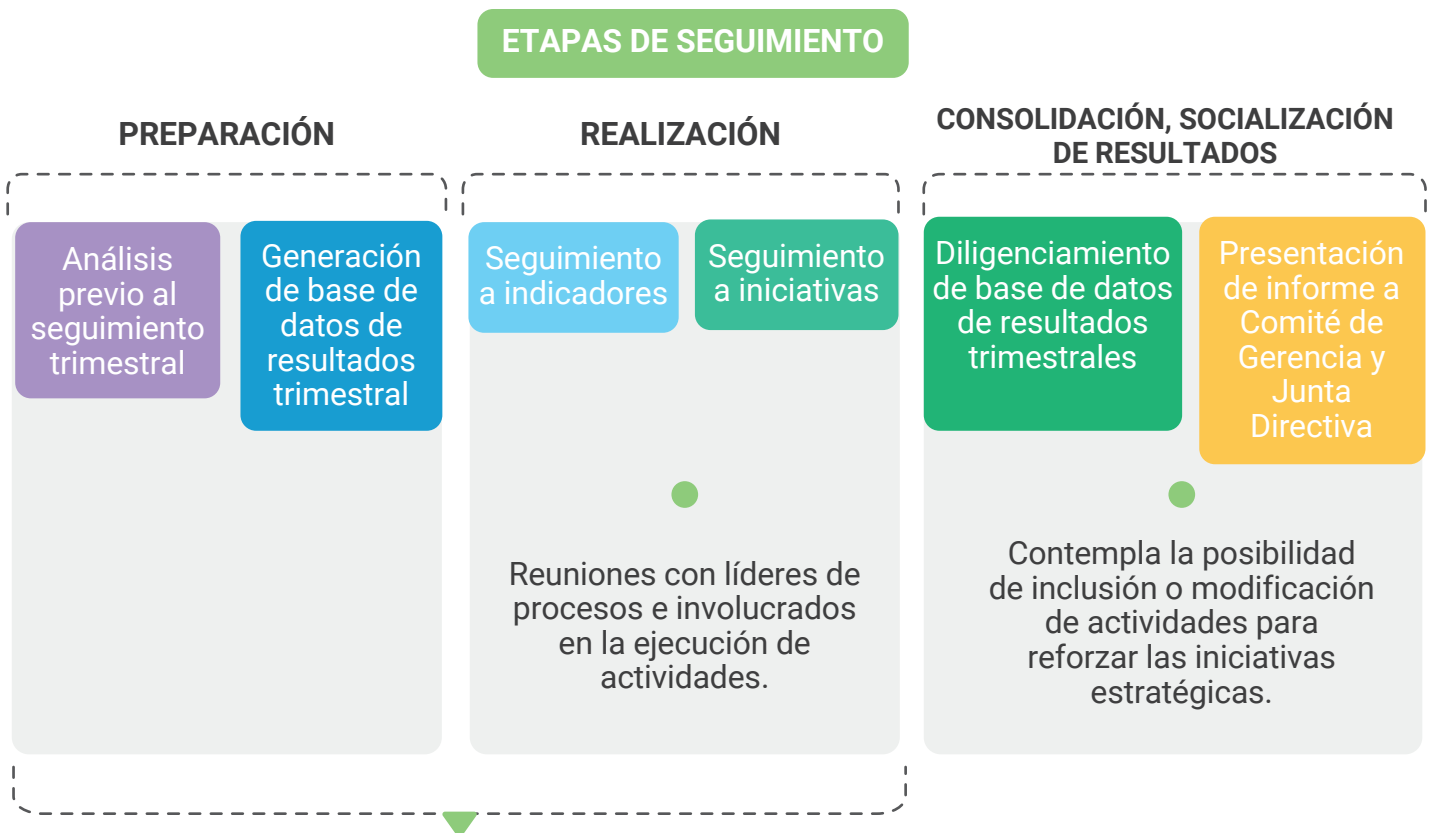 ETAPAS DE SEGUIMIENTO
PREPARACIÓN
Análisis
previo al
seguimiento
trimestral
Generación
de base de
datos de
resultados
trimestral
REALIZACIÓN
Seguimiento
a indicadores
Seguimiento
a iniciativas
Reuniones con líderes de
procesos e involucrados
en la ejecución de
actividades.
CONSOLIDACIÓN, SOCIALIZACIÓN
DE RESULTADOS
Diligenciamiento
de base de datos
de resultados
trimestrales
Presentación
de informe a
Comité de
Gerencia y
Junta
Directiva
Contempla la posibilidad
de inclusión o modificación
de actividades para
reforzar las iniciativas
estratégicas.